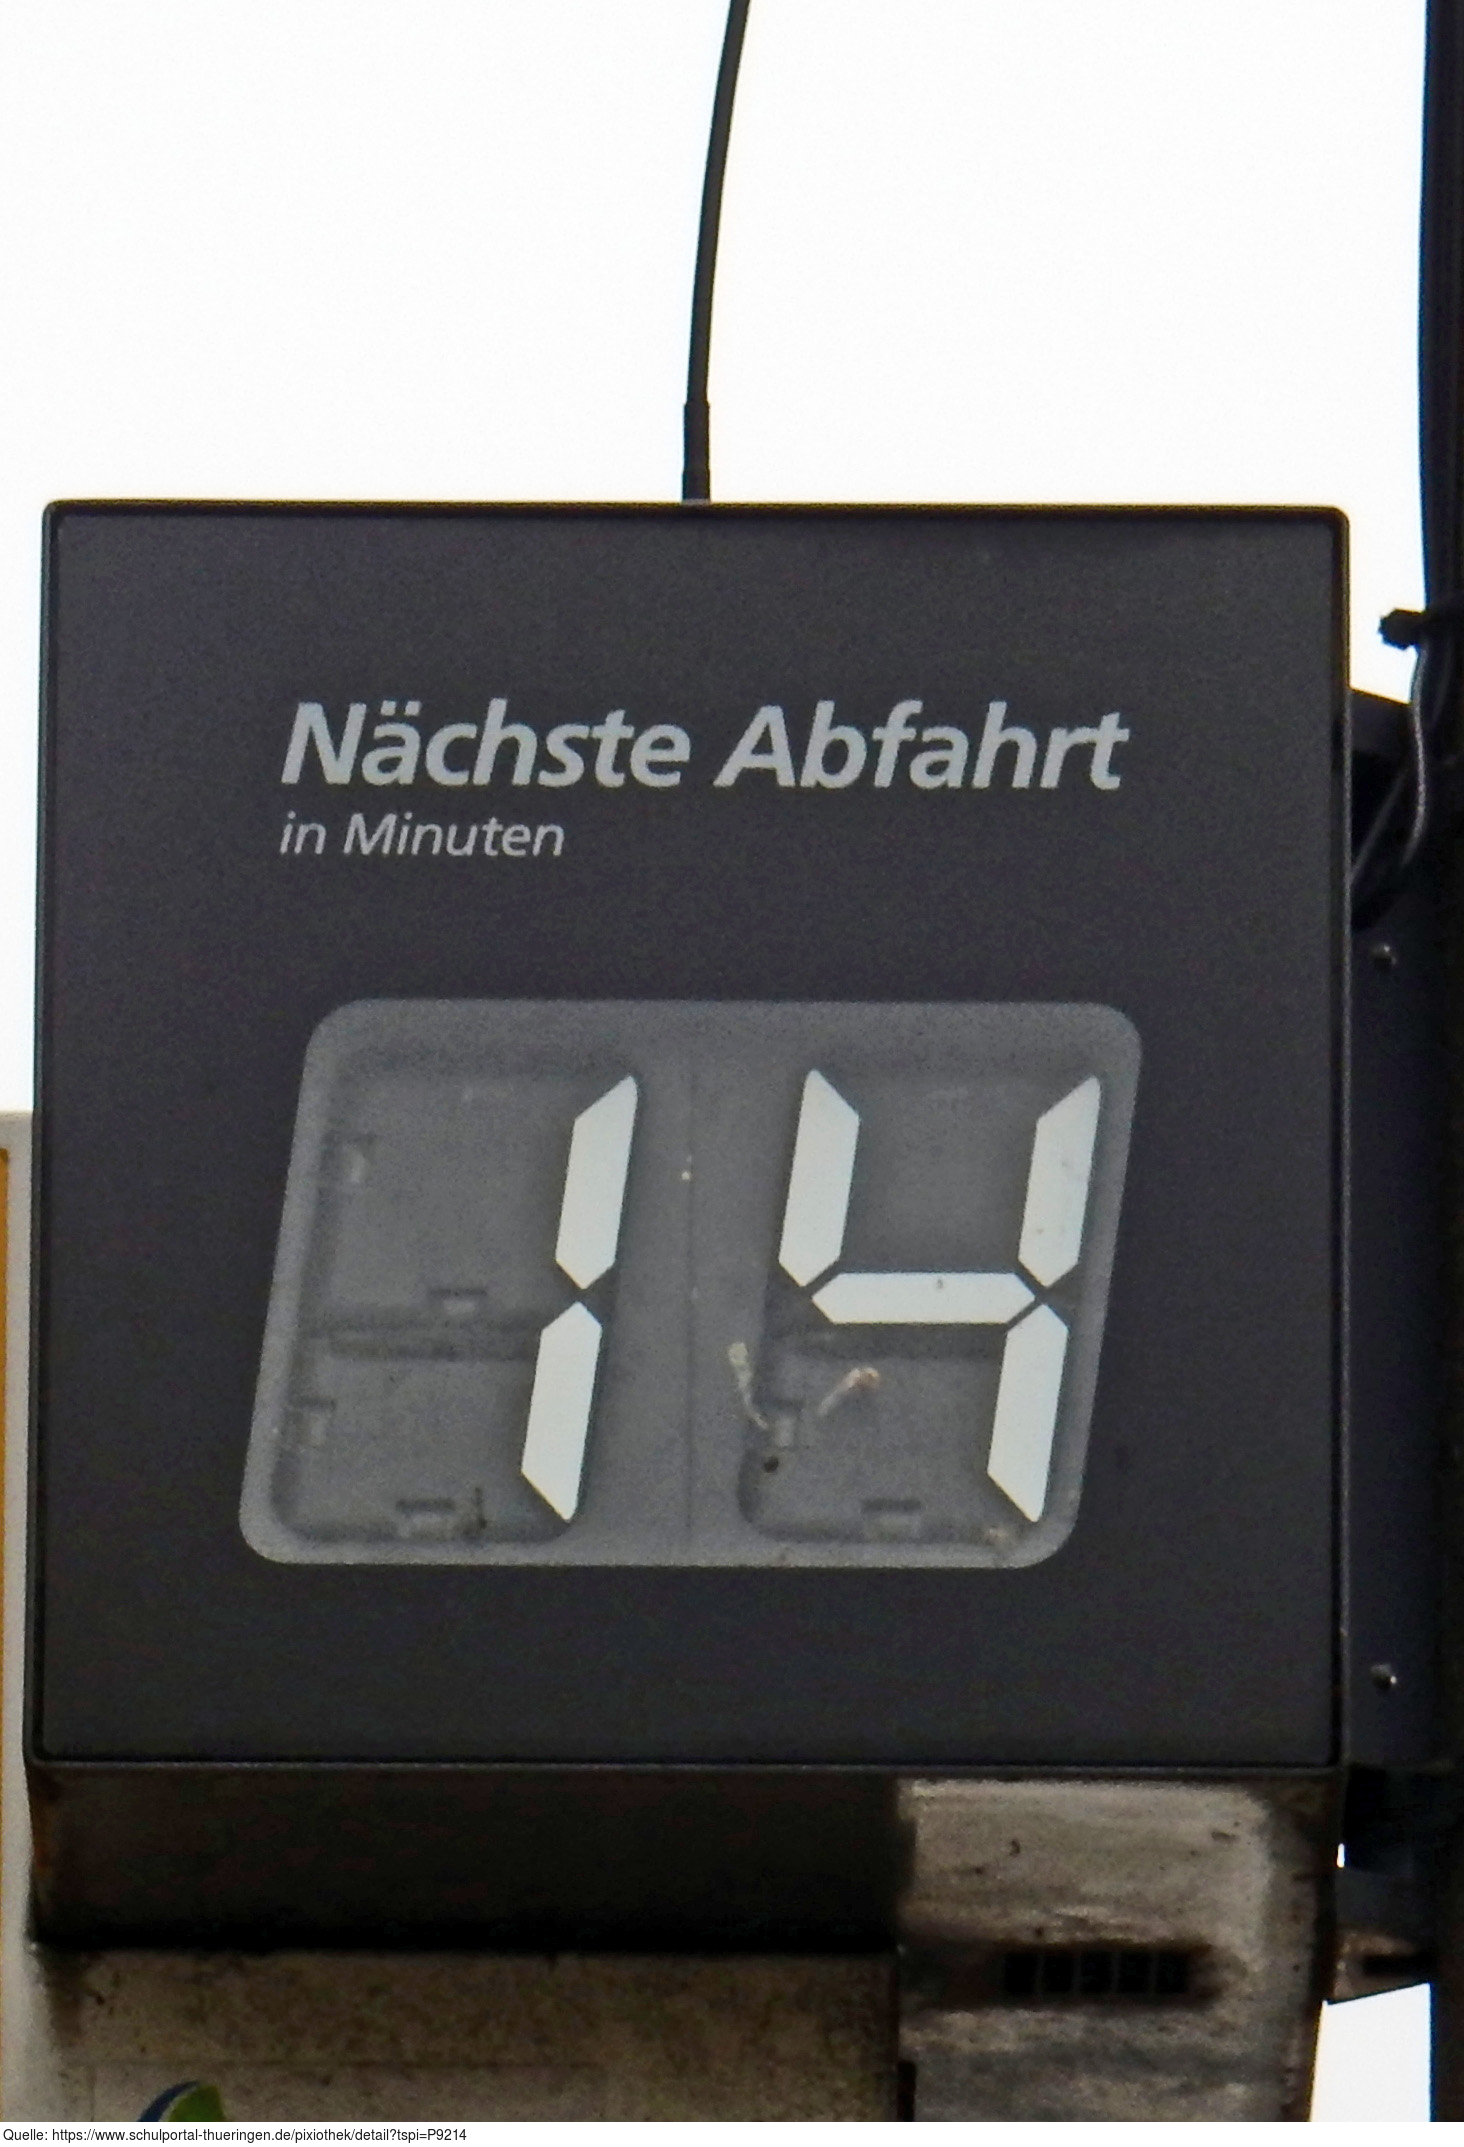 Nächste Abfahrt
in Minuten
14
Quelle: https://www.schulportal-thueringen.de/pixiothek/detail?tspi=P9214